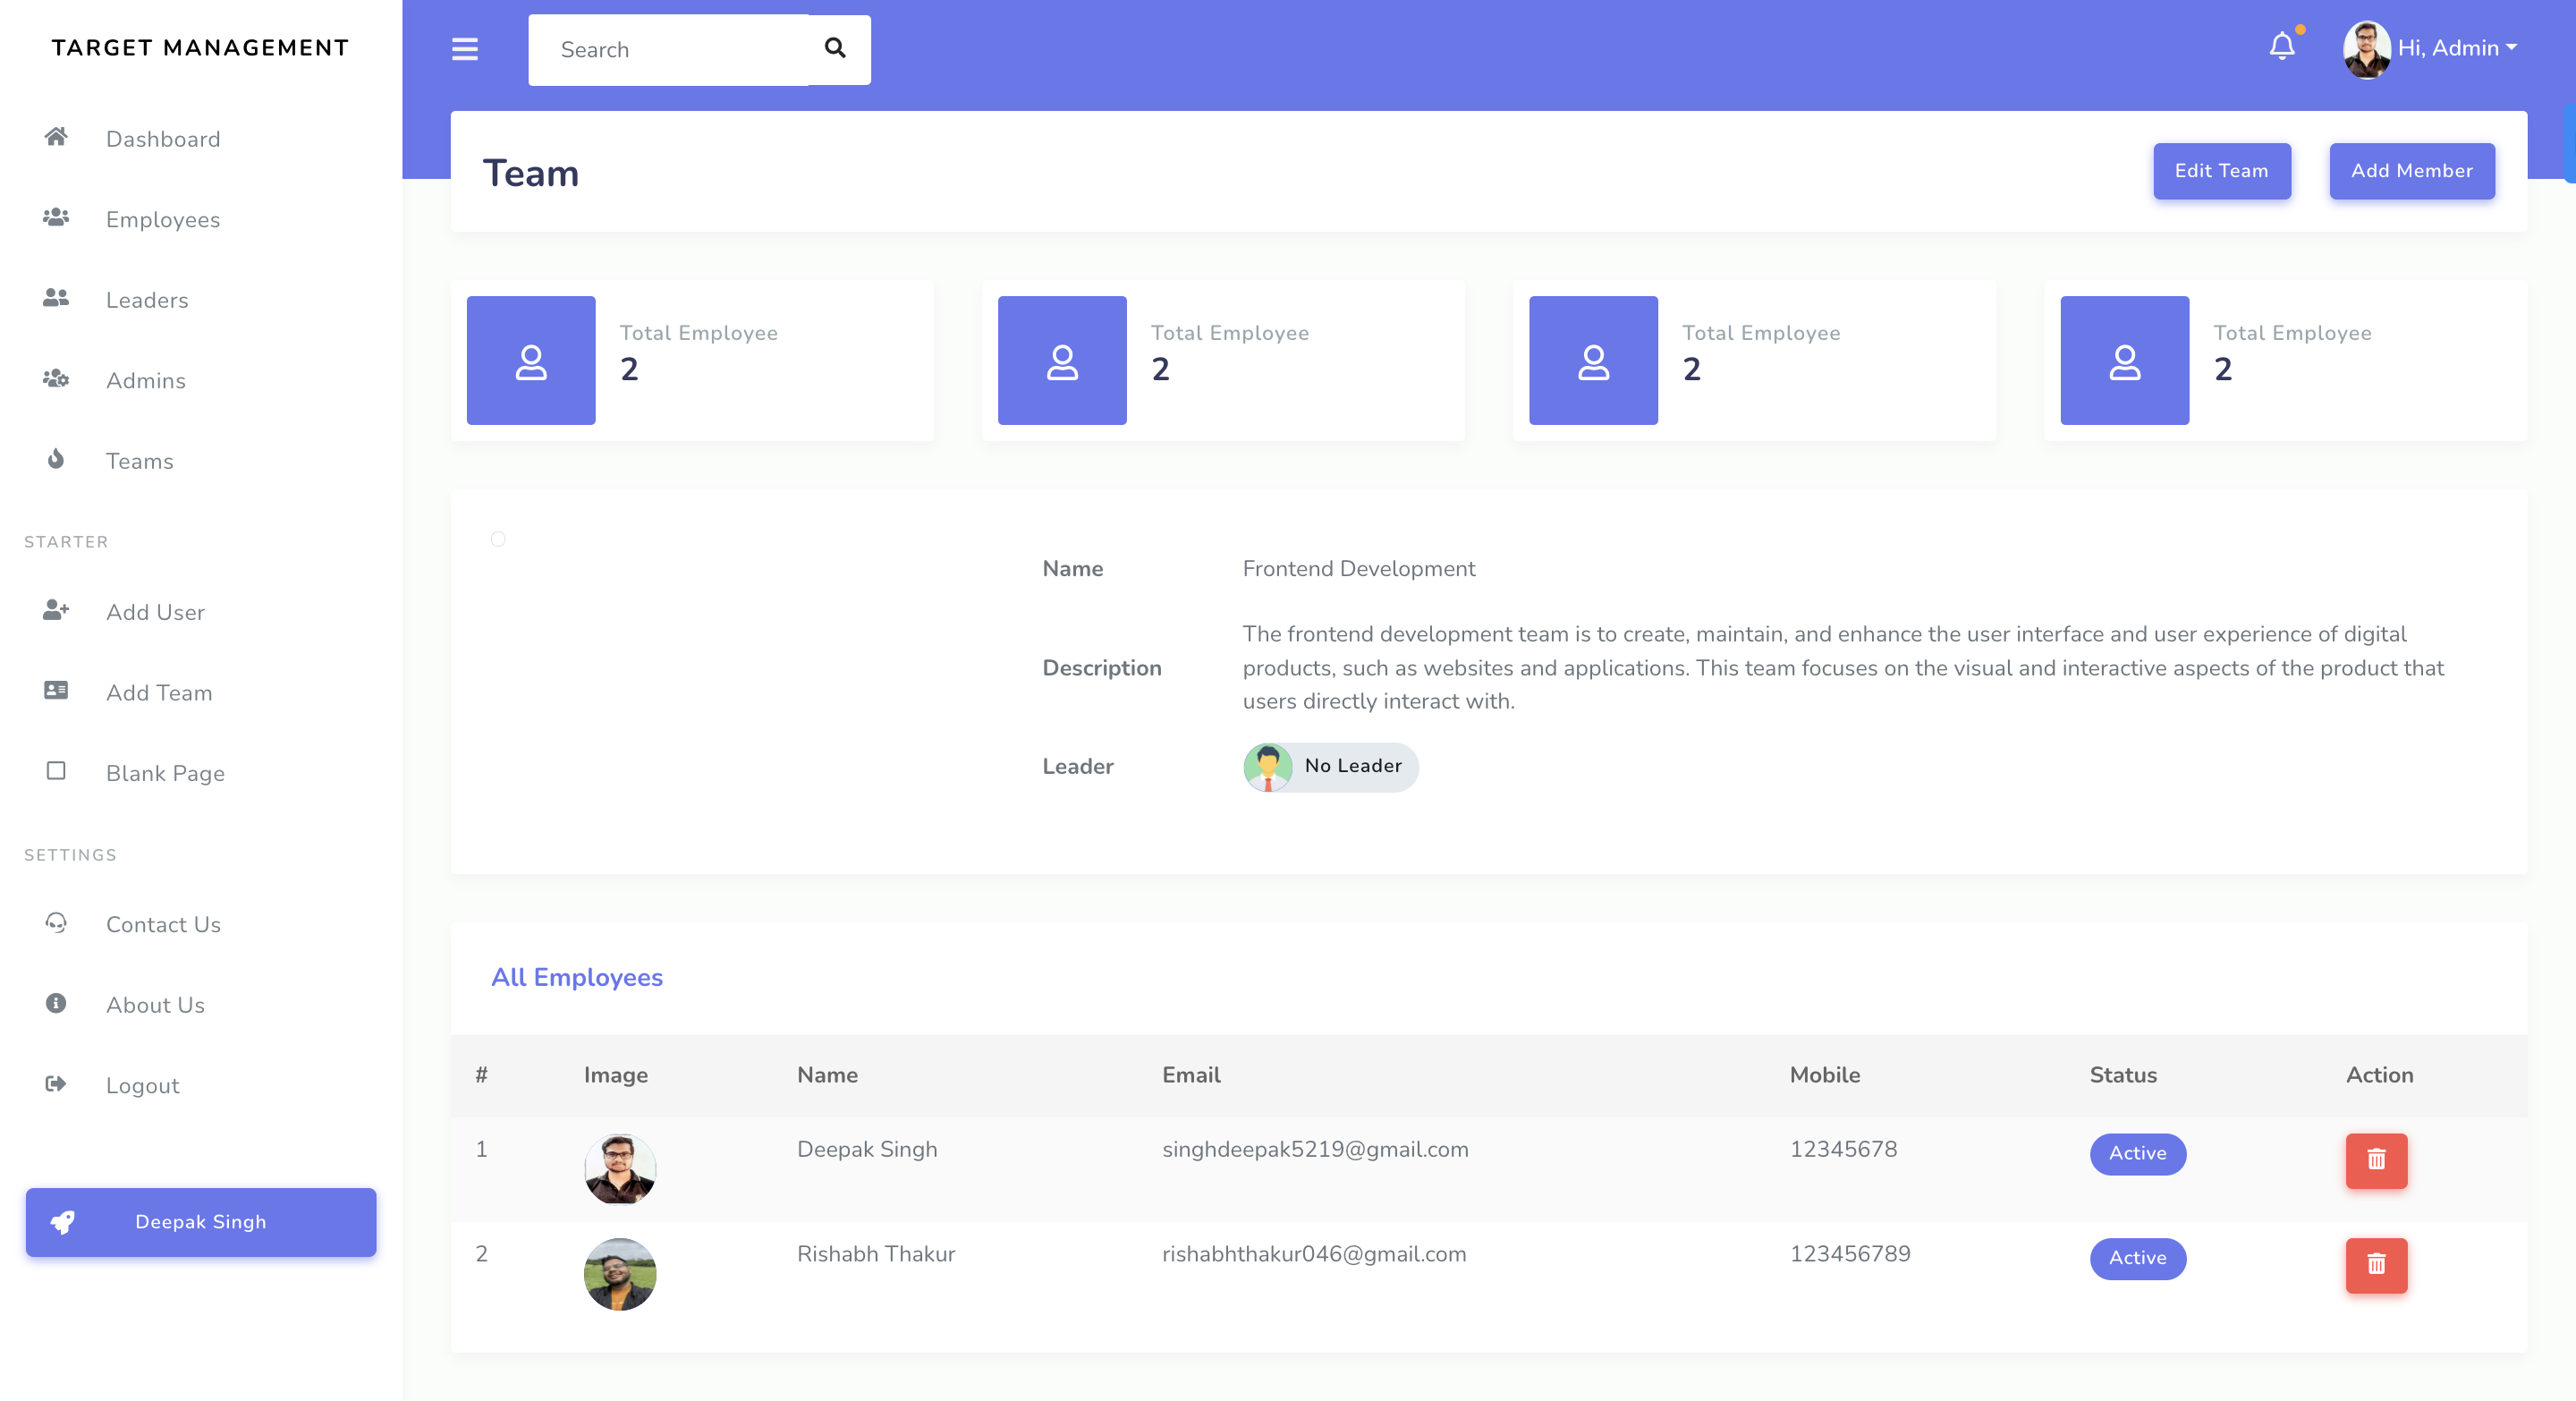 TARGET MANAGEMENT
Search
Hi, Admin
Dashboard
Employees
Leaders
Admins
Teams
STARTER
Add User
Add Team
Blank Page
SETTINGS
Contact Us
About Us
Logout
Deepak Singh
Team
Edit Team
Add Member
Total Employee
2
Total Employee
2
Total Employee
2
Total Employee
2
Name
Frontend Development
Description
The frontend development team is to create, maintain, and enhance the user interface and user experience of digital
products, such as websites and applications. This team focuses on the visual and interactive aspects of the product that
users directly interact with.
Leader
No Leader
All Employees
# Image Name Email Mobile Status Action
1 Deepak Singh singhdeepak5219@gmail.com 12345678 Active
2 Rishabh Thakur rishabhthakur046@gmail.com 123456789 Active